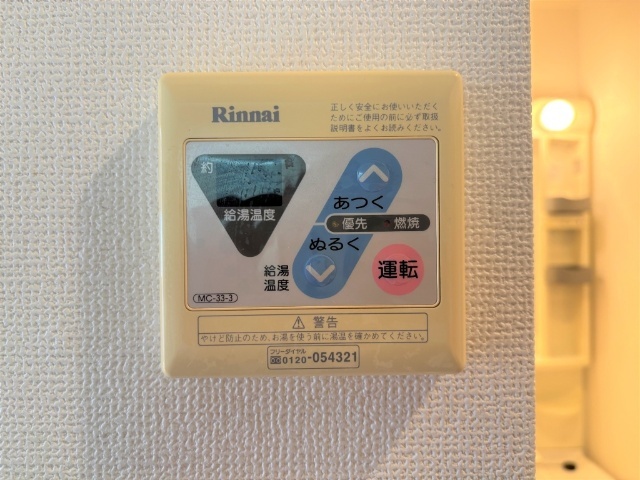 Rinnai
正しく安全にお使いいただく
ためにご使用の前に必ず取扱
説明書をよくお読みください。
約
給湯温度
あつく
優先 燃焼
ぬるく
給湯
温度
運転
MC-33-3
⚠ 警告
やけど防止のため、お湯を使う前に湯温を確かめてください。
フリーダイヤル
0120-054321